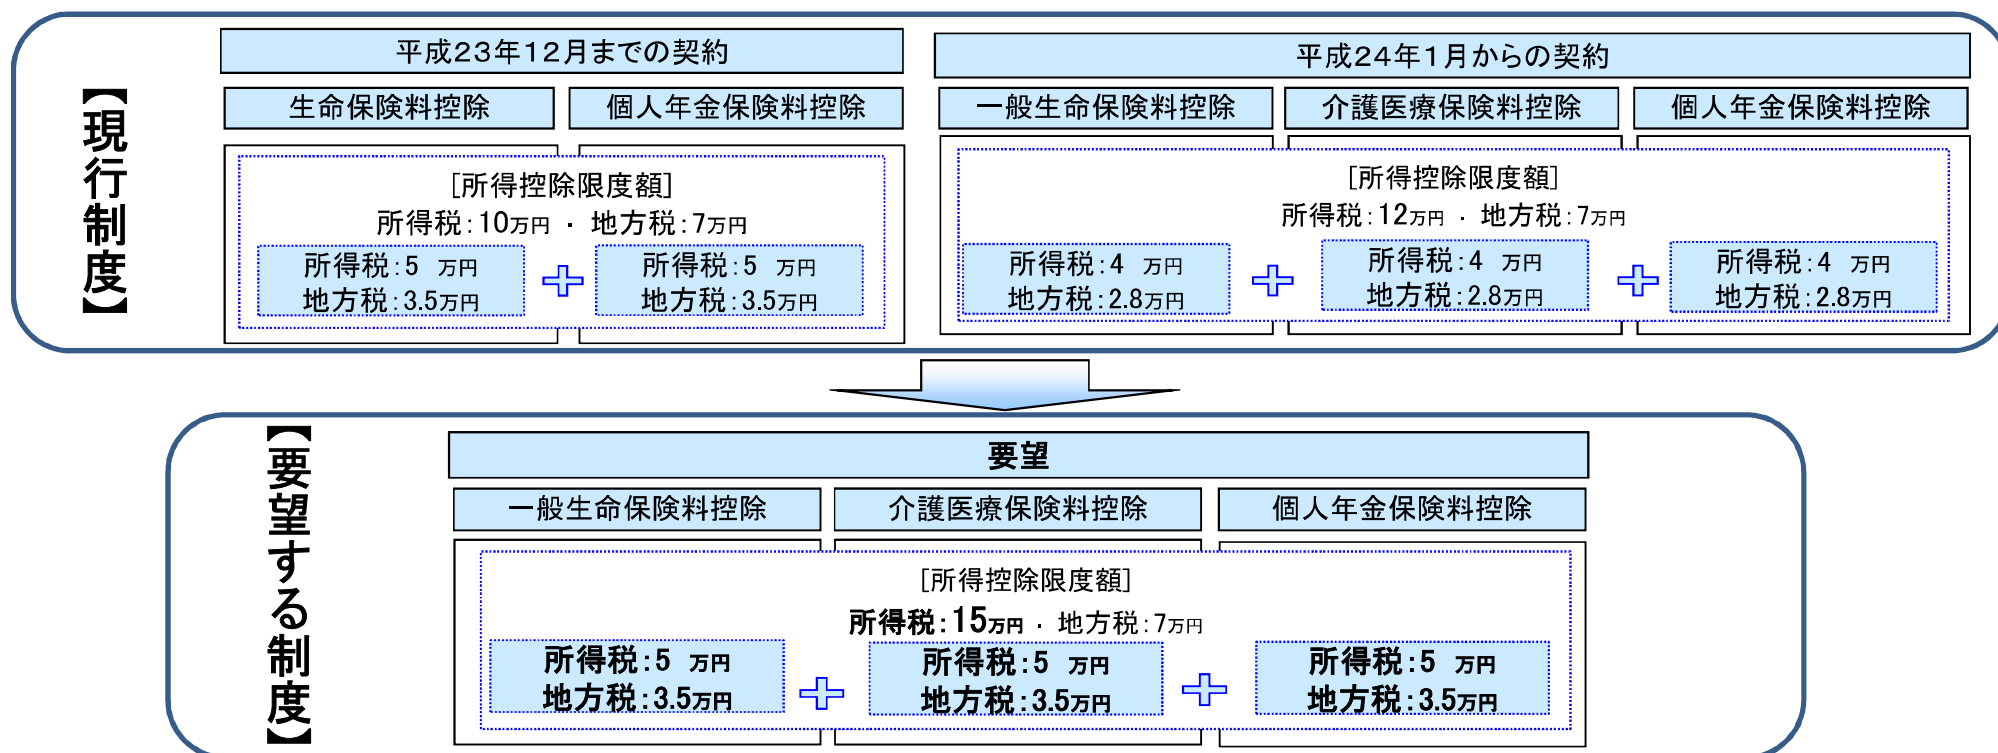 【現行制度】
平成23年12月までの契約
生命保険料控除
個人年金保険料控除
[所得控除限度額]
所得税:10万円 ・ 地方税:7万円
所得税:5 万円
地方税:3.5万円
所得税:5 万円
地方税:3.5万円
平成24年1月からの契約
一般生命保険料控除
介護医療保険料控除
個人年金保険料控除
[所得控除限度額]
所得税:12万円 ・ 地方税:7万円
所得税:4 万円
地方税:2.8万円
所得税:4 万円
地方税:2.8万円
所得税:4 万円
地方税:2.8万円
【要望する制度】
要望
一般生命保険料控除
介護医療保険料控除
個人年金保険料控除
[所得控除限度額]
所得税:15万円 ・ 地方税:7万円
所得税:5 万円
地方税:3.5万円
所得税:5 万円
地方税:3.5万円
所得税:5 万円
地方税:3.5万円